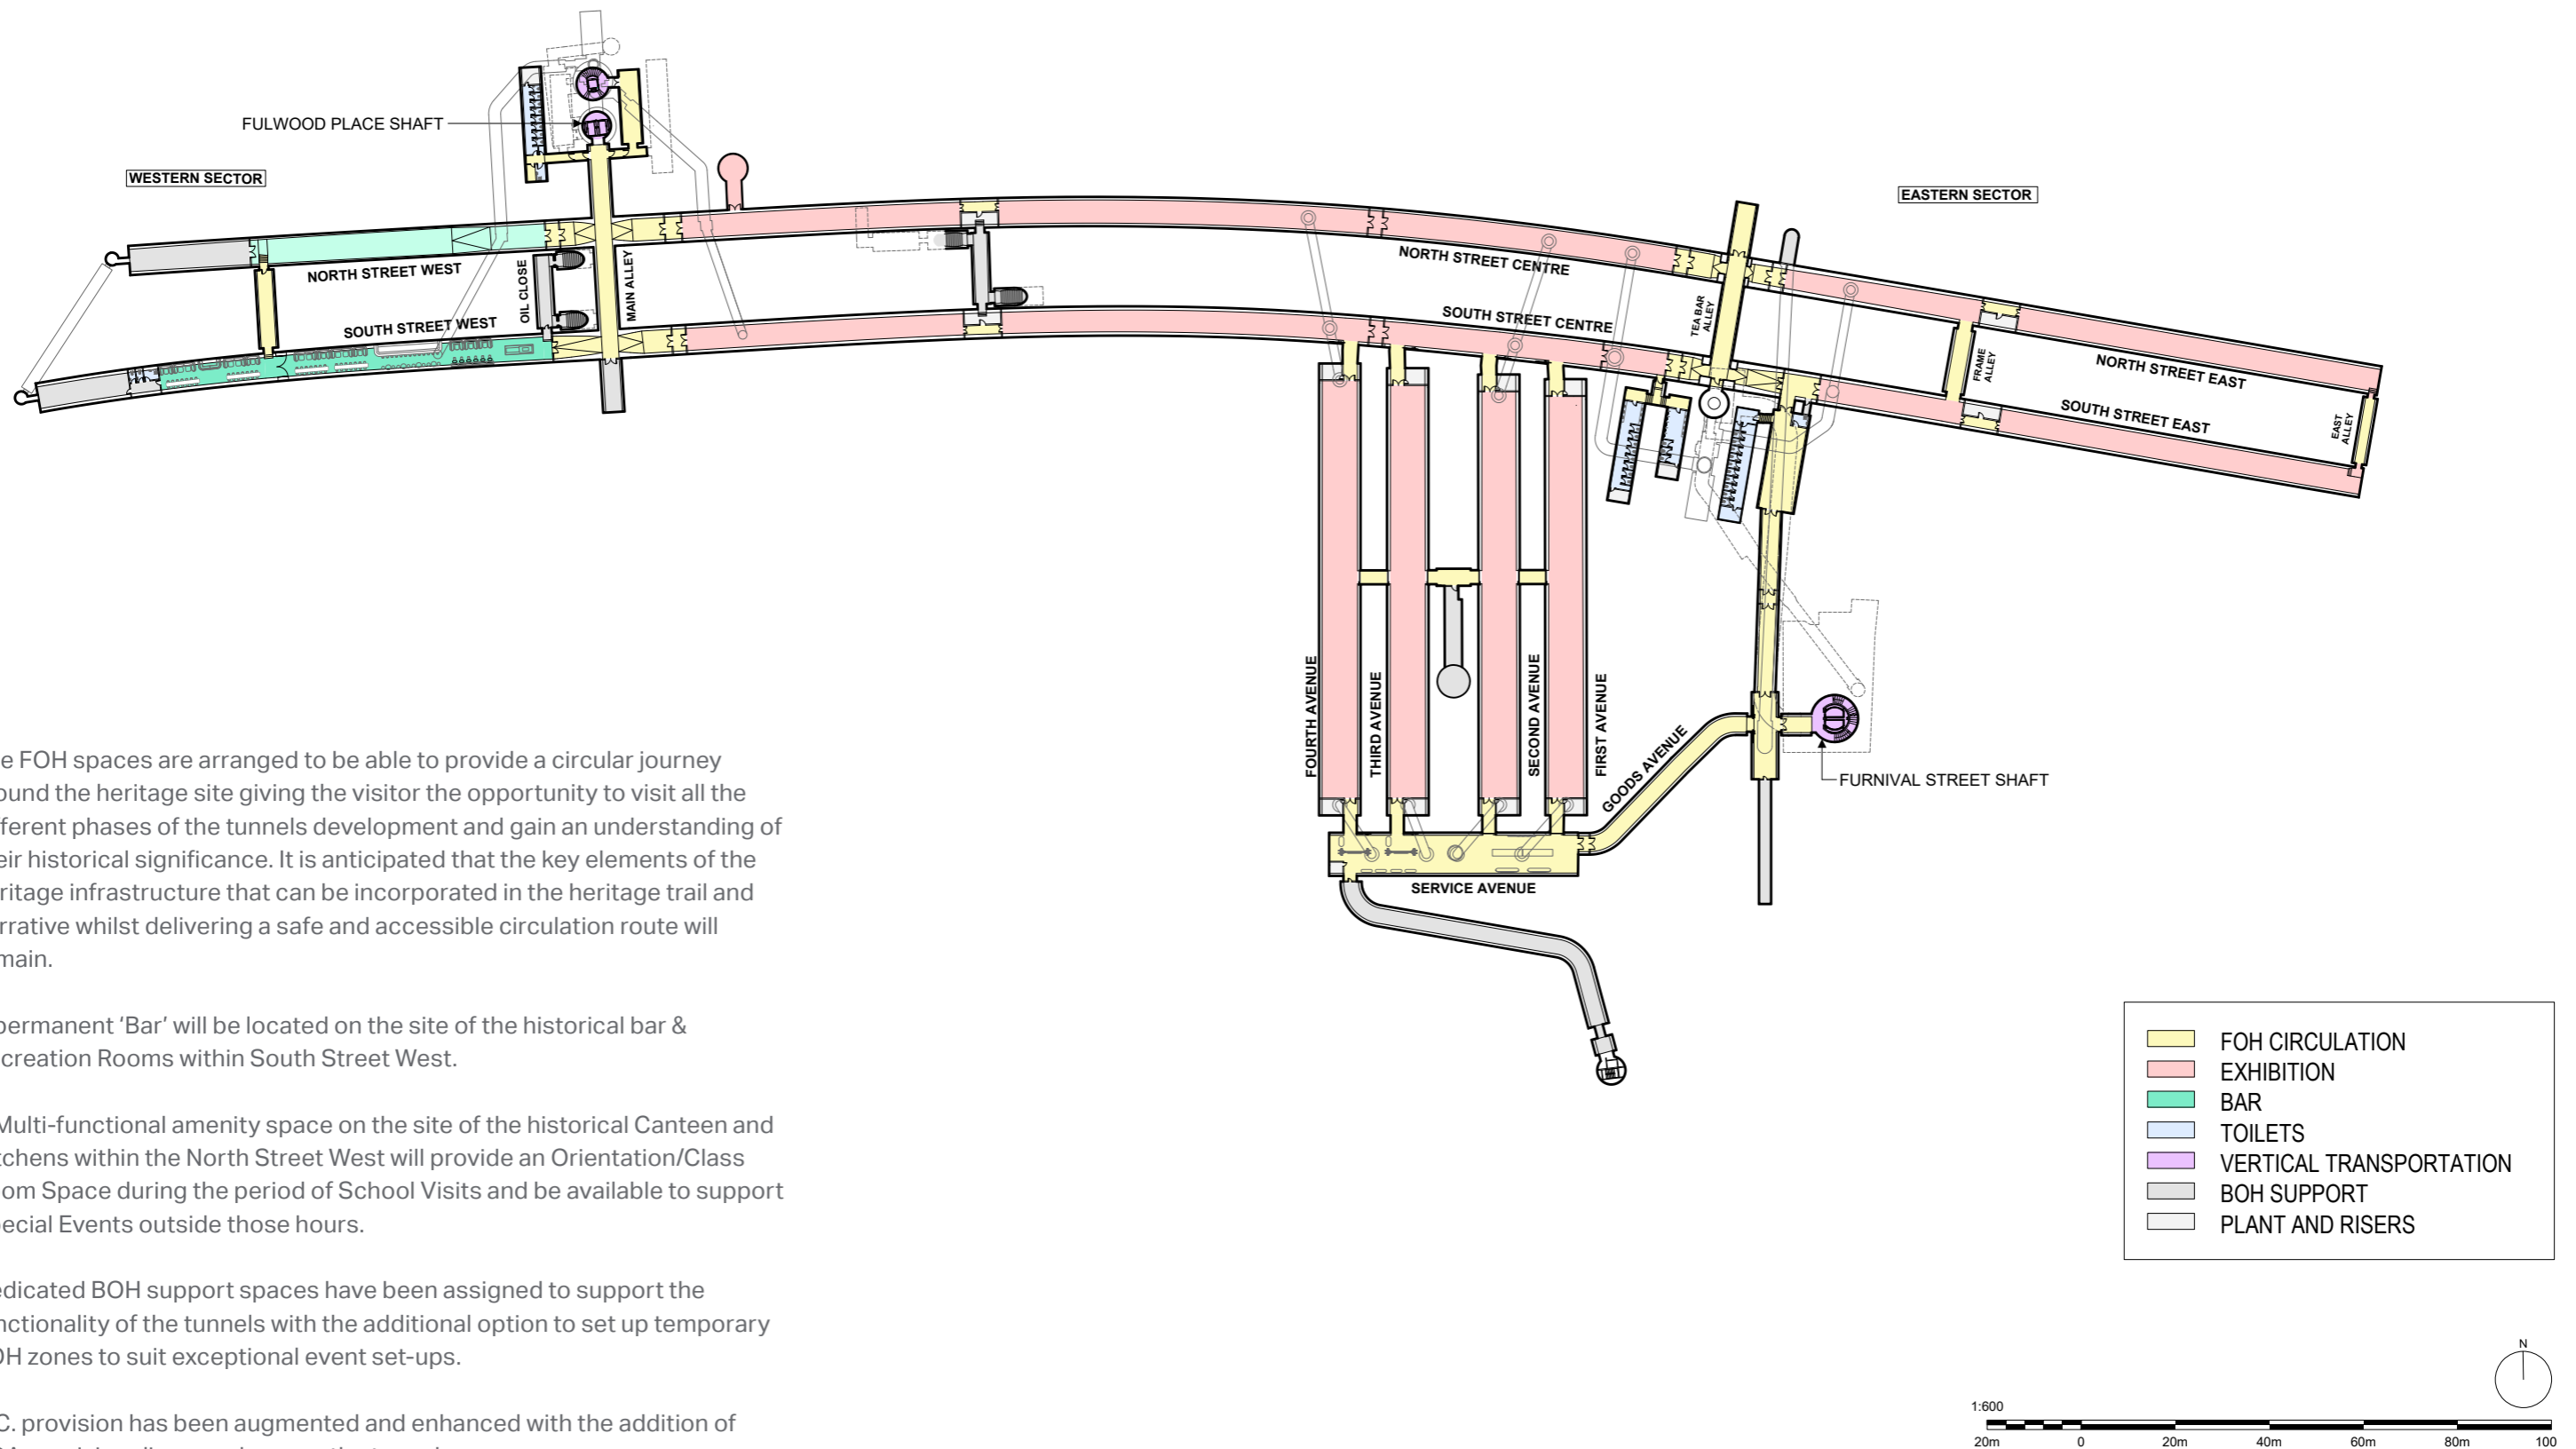 FULWOOD PLACE SHAFT
WESTERN SECTOR
EASTERN SECTOR
NORTH STREET WEST
OIL CLOSE
MAIN ALLEY
SOUTH STREET WEST
NORTH STREET CENTRE
SOUTH STREET CENTRE
TEA BAR
ALLEY
FRAME
ALLEY
NORTH STREET EAST
SOUTH STREET EAST
EAST
ALLEY
FOURTH AVENUE
THIRD AVENUE
SECOND AVENUE
FIRST AVENUE
GOODS AVENUE
FURNIVAL STREET SHAFT
SERVICE AVENUE
e FOH spaces are arranged to be able to provide a circular journey
ound the heritage site giving the visitor the opportunity to visit all the
fferent phases of the tunnels development and gain an understanding of
eir historical significance. It is anticipated that the key elements of the
ritage infrastructure that can be incorporated in the heritage trail and
rrative whilst delivering a safe and accessible circulation route will
main.
permanent ‘Bar’ will be located on the site of the historical bar &
creation Rooms within South Street West.
Multi-functional amenity space on the site of the historical Canteen and
tchens within the North Street West will provide an Orientation/Class
om Space during the period of School Visits and be available to support
ecial Events outside those hours.
edicated BOH support spaces have been assigned to support the
nctionality of the tunnels with the additional option to set up temporary
OH zones to suit exceptional event set-ups.
C. provision has been augmented and enhanced with the addition of
FOH CIRCULATION
EXHIBITION
BAR
TOILETS
VERTICAL TRANSPORTATION
BOH SUPPORT
PLANT AND RISERS
N
1:600
20m 0 20m 40m 60m 80m 100